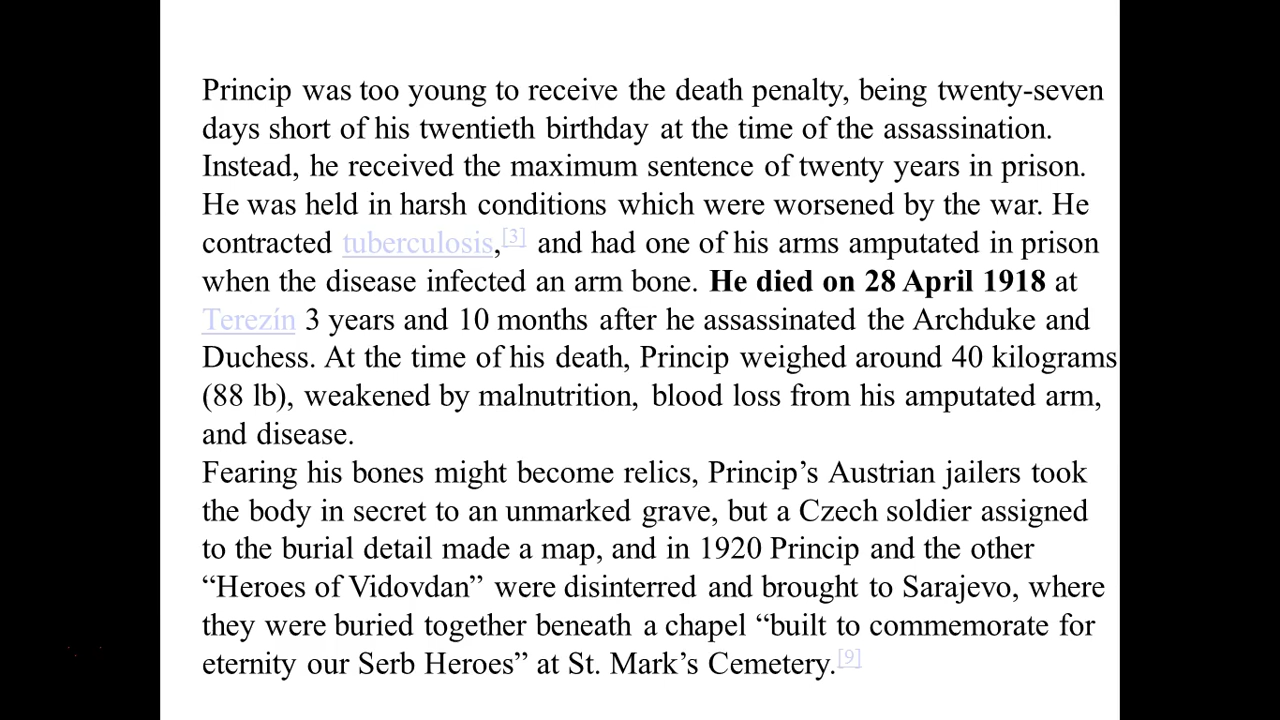 Princip was too young to receive the death penalty, being twenty-seven
days short of his twentieth birthday at the time of the assassination.
Instead, he received the maximum sentence of twenty years in prison.
He was held in harsh conditions which were worsened by the war. He
contracted tuberculosis,[3] and had one of his arms amputated in prison
when the disease infected an arm bone. He died on 28 April 1918 at
Terezín 3 years and 10 months after he assassinated the Archduke and
Duchess. At the time of his death, Princip weighed around 40 kilograms
(88 lb), weakened by malnutrition, blood loss from his amputated arm,
and disease.
Fearing his bones might become relics, Princip’s Austrian jailers took
the body in secret to an unmarked grave, but a Czech soldier assigned
to the burial detail made a map, and in 1920 Princip and the other
“Heroes of Vidovdan” were disinterred and brought to Sarajevo, where
they were buried together beneath a chapel “built to commemorate for
eternity our Serb Heroes” at St. Mark’s Cemetery.[9]